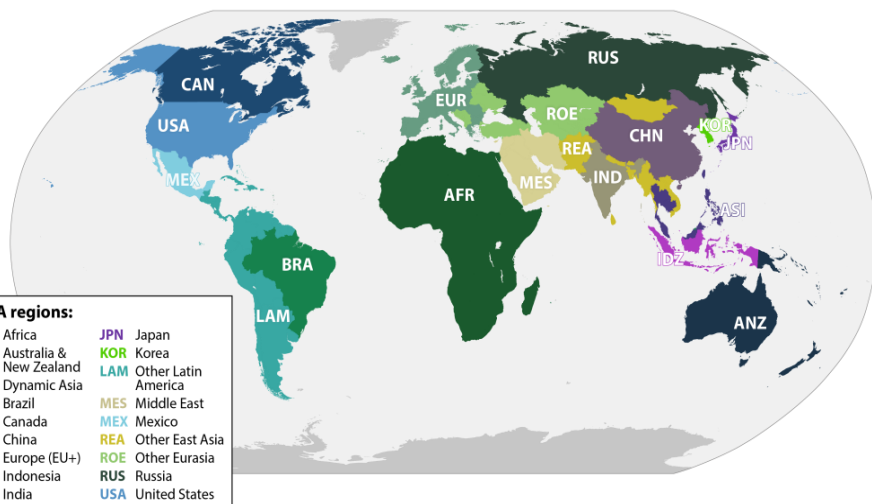 CAN
RUS
EUR
ROE
USA
KOR
CHN
JPN
REA
MEX
MES
IND
AFR
ASI
IDZ
BRA
LAM
ANZ
A regions:
Africa
Australia &
New Zealand
Dynamic Asia
Brazil
Canada
China
Europe (EU+)
Indonesia
India
JPN Japan
KOR Korea
LAM Other Latin
America
MES Middle East
MEX Mexico
REA Other East Asia
ROE Other Eurasia
RUS Russia
USA United States